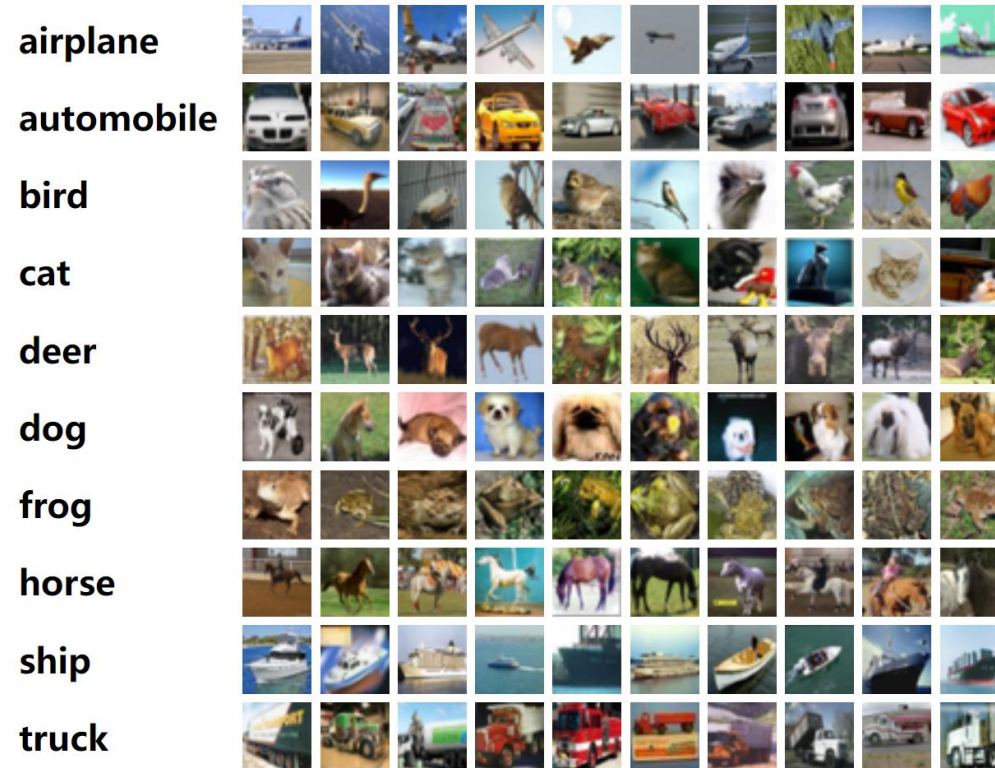 airplane
automobile
bird
cat
deer
dog
frog
horse
ship
truck